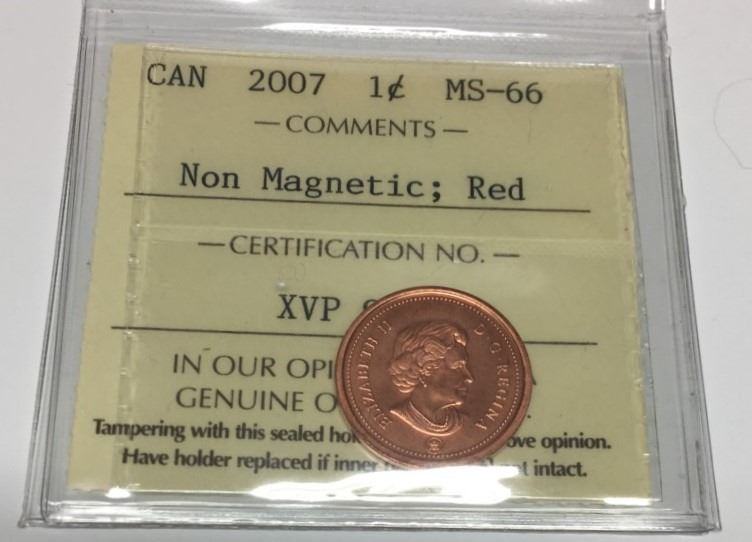 CAN 2007 1¢ MS-66
— COMMENTS —
Non Magnetic; Red
— CERTIFICATION NO. —
XVP
IN OUR OPI
GENUINE O
Tampering with this sealed hol ove opinion.
Have holder replaced if inner t intact.
ELIZABETH II D·G·REGINA